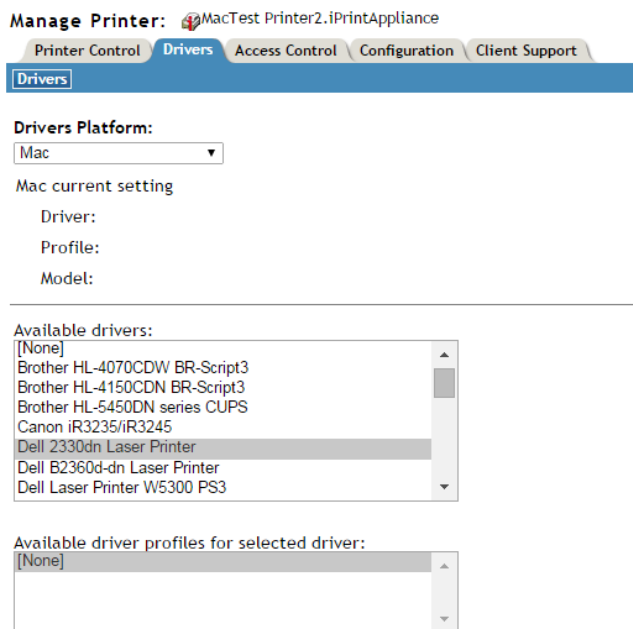 Manage Printer: MacTest Printer2.iPrintAppliance
Printer Control Drivers Access Control Configuration Client Support
Drivers
Drivers Platform:
Mac
Mac current setting
Driver:
Profile:
Model:
Available drivers:
[None]
Brother HL-4070CDW BR-Script3
Brother HL-4150CDN BR-Script3
Brother HL-5450DN series CUPS
Canon iR3235/iR3245
Dell 2330dn Laser Printer
Dell B2360d-dn Laser Printer
Dell Laser Printer W5300 PS3
Available driver profiles for selected driver:
[None]